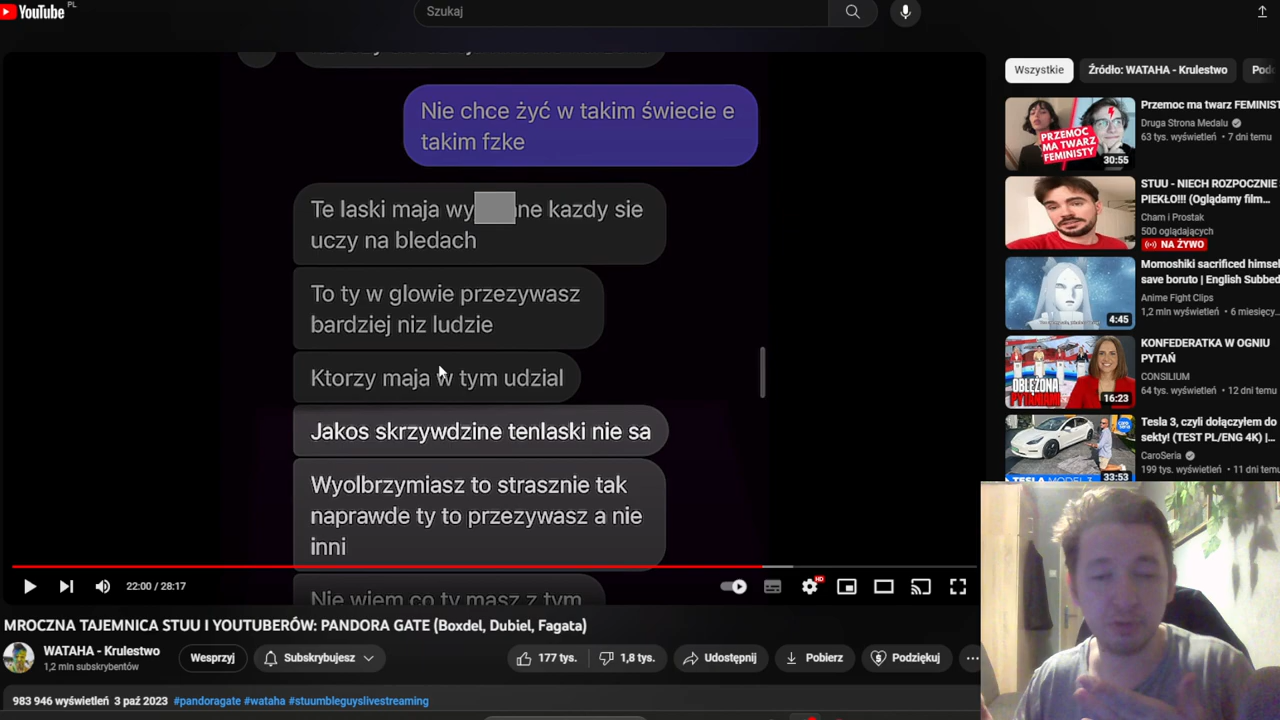 YouTube PL
Szukaj
Nie chce żyć w takim świecie e
takim fzke
Te laski maja wy ne kazdy sie
uczy na bledach
To ty w glowie przezywasz
bardziej niz ludzie
Ktorzy maja w tym udzial
Jakos skrzywdzine tenlaski nie sa
Wyolbrzymiasz to strasznie tak
naprawde ty to przezywasz a nie
inni
Nie wiem co ty masz z tym
22:00 / 28:17
HD
MROCZNA TAJEMNICA STUU I YOUTUBERÓW: PANDORA GATE (Boxdel, Dubiel, Fagata)
WATAHA - Krulestwo
1,2 mln subskrybentów
Wesprzyj
Subskrybujesz
177 tys.
1,8 tys.
Udostępnij
Pobierz
Podziękuj
983 946 wyświetleń 3 paź 2023 #pandoragate #wataha #stuumbleguyslivestreaming
Wszystkie
Źródło: WATAHA - Krulestwo
Pod
PRZEMOC
MA TWARZ
FEMINISTY
30:55
Przemoc ma twarz FEMINIST
Druga Strona Medalu
63 tys. wyświetleń • 7 dni temu
STUU - NIECH ROZPOCZNIE
PIEKŁO!!! (Oglądamy film...
Cham i Prostak
500 oglądających
NA ŻYWO
4:45
Momoshiki sacrificed himse
save boruto | English Subbed
Anime Fight Clips
1,2 mln wyświetleń • 6 miesięcy...
OBLĘŻONA
PYTANIAMI
16:23
KONFEDERATKA W OGNIU
PYTAŃ
CONSILIUM
64 tys. wyświetleń • 12 dni temu
TESLA MODEL 3
33:53
Tesla 3, czyli dołączyłem do
sekty! (TEST PL/ENG 4K) |...
CaroSeria
199 tys. wyświetleń • 11 dni tem